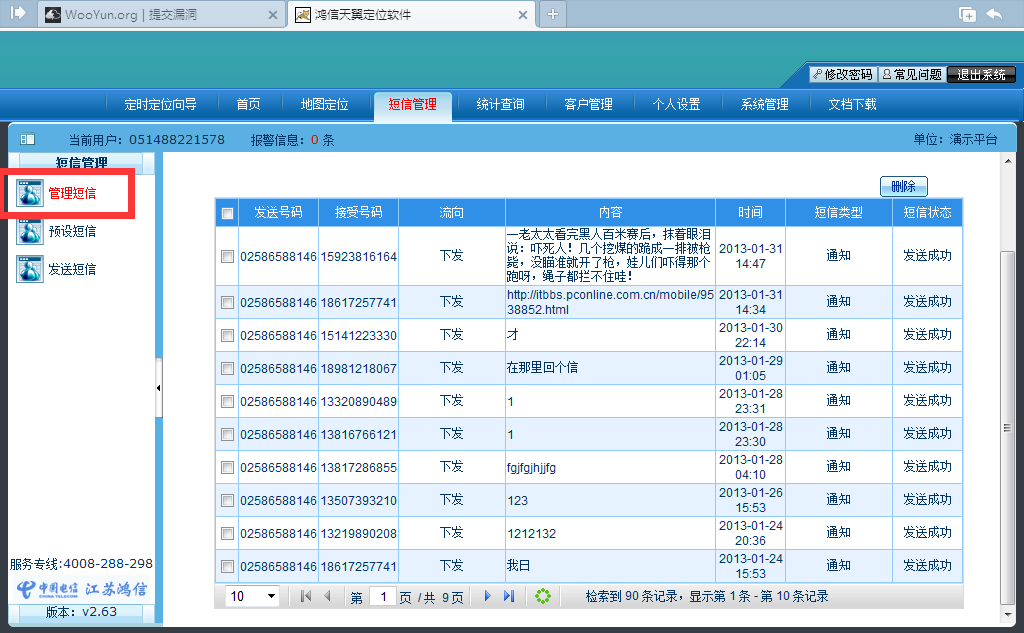 WooYun.org | 提交漏洞
鸿信天翼定位软件
修改密码 常见问题 退出系统
定时定位向导 首页 地图定位 短信管理 统计查询 客户管理 个人设置 系统管理 文档下载
当前用户: 051488221578 报警信息: 0 条 单位: 演示平台
短信管理
管理短信
预设短信
发送短信
服务专线:4008-288-298
中国电信 江苏鸿信
CHINA TELECOM
版本: v2.63
删除
发送号码 接受号码 流向 内容 时间 短信类型 短信状态
02586588146 15923816164 下发 一老太太看完黑人百米赛后，抹着眼泪
说：吓死人！几个挖煤的跪成一排被枪
毙，没瞄准就开了枪，娃儿们吓得那个
跑呀，绳子都拦不住哇！ 2013-01-31
14:47 通知 发送成功
02586588146 18617257741 下发 http://itbbs.pconline.com.cn/mobile/95
38852.html 2013-01-31
14:34 通知 发送成功
02586588146 15141223330 下发 才 2013-01-30
22:14 通知 发送成功
02586588146 18981218067 下发 在那里回个信 2013-01-29
01:05 通知 发送成功
02586588146 13320890489 下发 1 2013-01-28
23:31 通知 发送成功
02586588146 13816766121 下发 1 2013-01-28
23:30 通知 发送成功
02586588146 13817286855 下发 fgjfgjhjjfg 2013-01-28
04:10 通知 发送成功
02586588146 13507393210 下发 123 2013-01-26
15:53 通知 发送成功
02586588146 13219890208 下发 1212132 2013-01-24
20:36 通知 发送成功
02586588146 18617257741 下发 我日 2013-01-24
15:53 通知 发送成功
10 第 1 页 /共 9 页 检索到 90 条记录，显示第 1 条 - 第 10 条记录